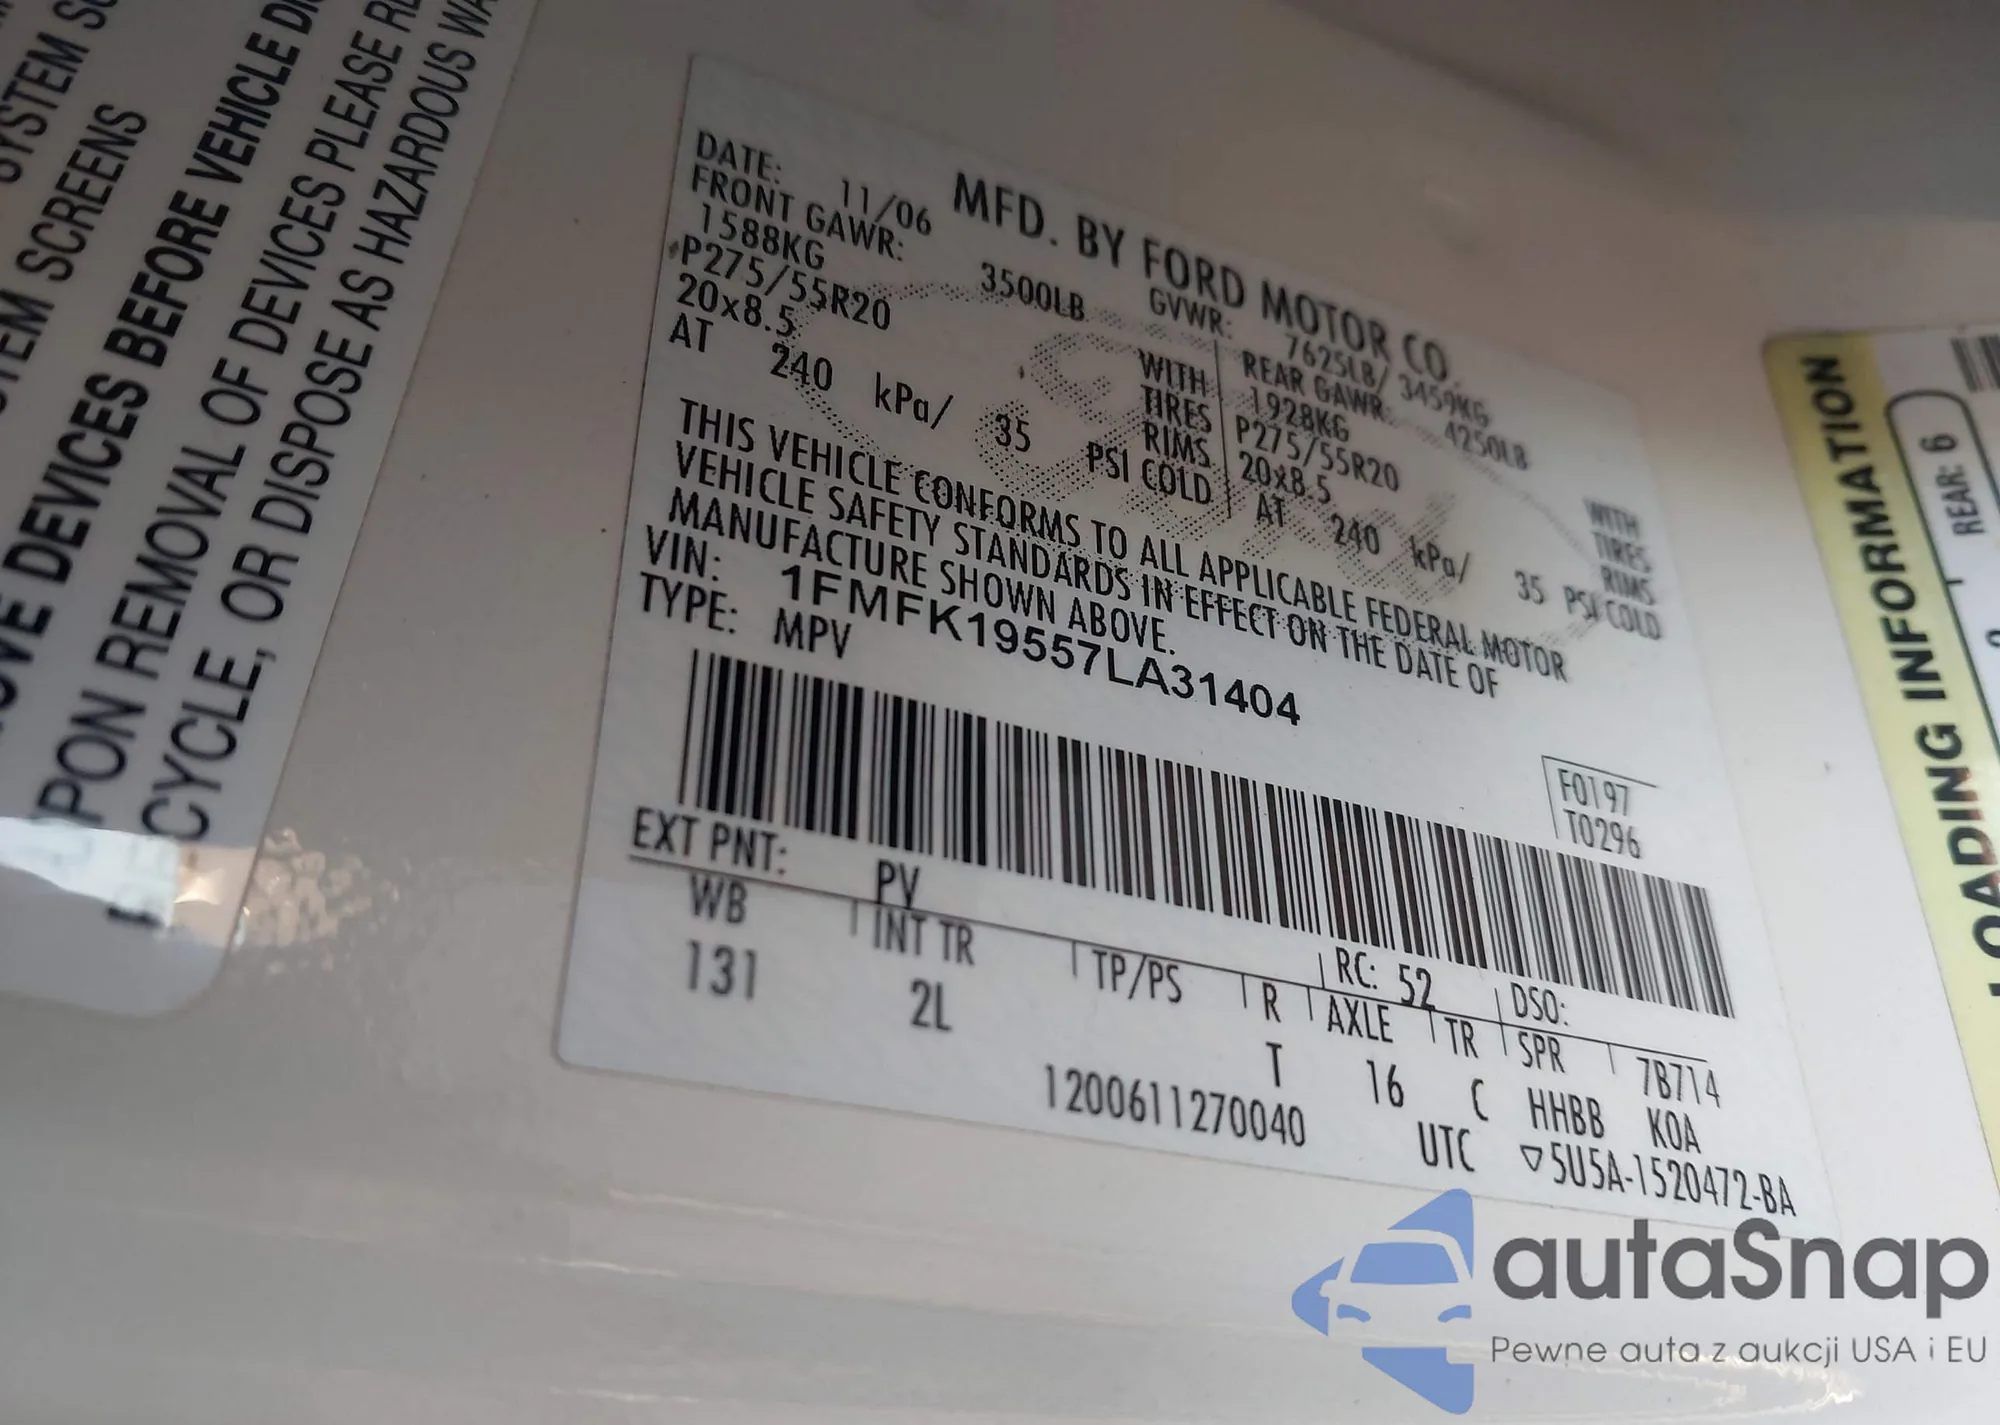 SYSTEM SCREENS
MOVE DEVICES BEFORE VEHICLE
PON REMOVAL OF DEVICES PLEASE
CYCLE, OR DISPOSE AS HAZARDOUS
MFD. BY FORD MOTOR CO.
DATE: 11/06
GVWR: 7625LB/ 3459KG
FRONT GAWR: 3500LB
REAR GAWR: 4250LB
1588KG WITH
1928KG WITH
P275/55R20 TIRES
P275/55R20 TIRES
20x8.5 RIMS
20x8.5 RIMS
AT 240 kPa/ 35 PSI COLD
AT 240 kPa/ 35 PSI COLD
THIS VEHICLE CONFORMS TO ALL APPLICABLE FEDERAL MOTOR
VEHICLE SAFETY STANDARDS IN EFFECT ON THE DATE OF
MANUFACTURE SHOWN ABOVE.
VIN: 1FMFK19557LA31404
TYPE: MPV
F0197
T0296
EXT PNT: PV RC: 52 DSO:
WB INT TR TP/PS R AXLE TR SPR 7B714
131 2L T 16 C HHBB KOA
1200611270040 UTC ▽5U5A-1520472-BA
LOADING INFORMATION
REAR: 6
autaSnap
Pewne auta z aukcji USA i EU